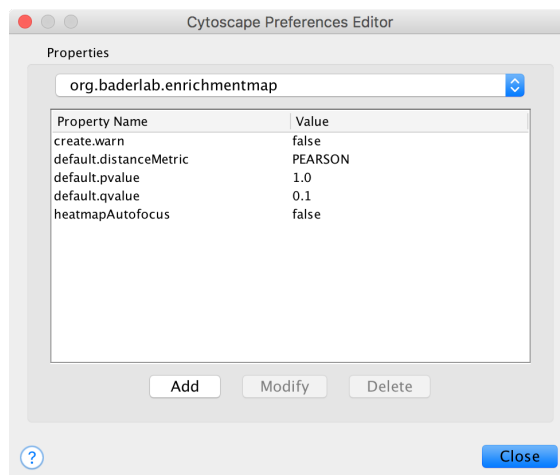 Cytoscape Preferences Editor
Properties
org.baderlab.enrichmentmap
Property Name Value
create.warn false
default.distanceMetric PEARSON
default.pvalue 1.0
default.qvalue 0.1
heatmapAutofocus false
Add Modify Delete
? Close